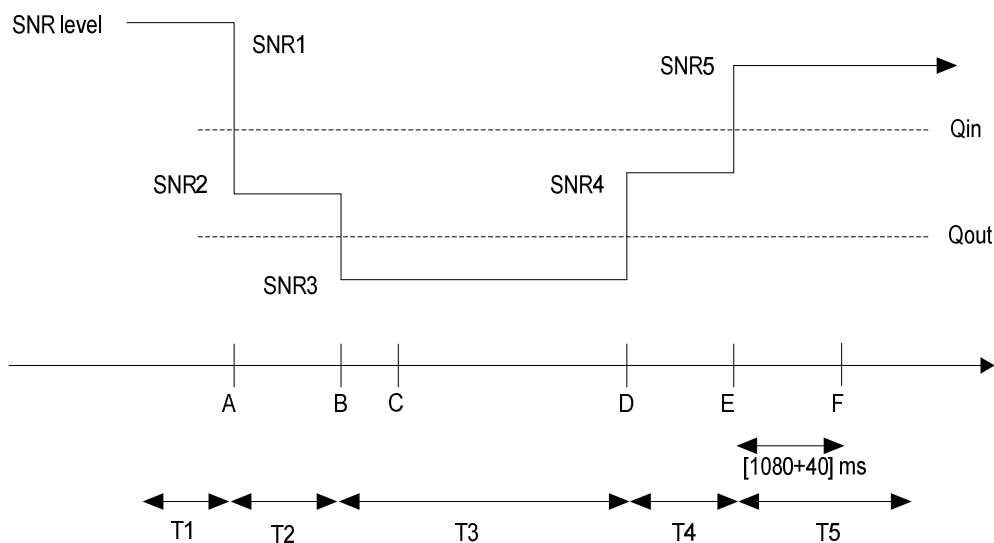 SNR level
SNR1
SNR5
Qin
SNR2
SNR4
Qout
SNR3
A
B
C
D
E
F
[1080+40] ms
T1
T2
T3
T4
T5